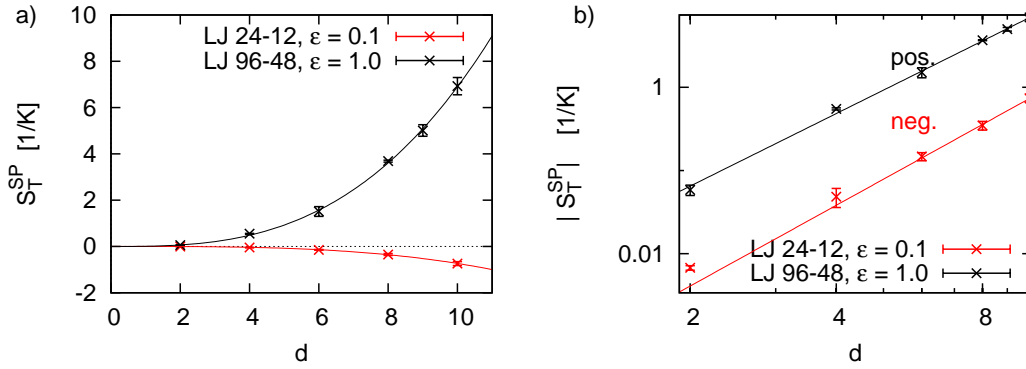 a)
LJ 24-12, ε = 0.1
LJ 96-48, ε = 1.0
S_T^SP [1/K]
10
8
6
4
2
0
-2
0 2 4 6 8 10
d
b)
pos.
neg.
LJ 24-12, ε = 0.1
LJ 96-48, ε = 1.0
| S_T^SP | [1/K]
1
0.01
2 4 8
d